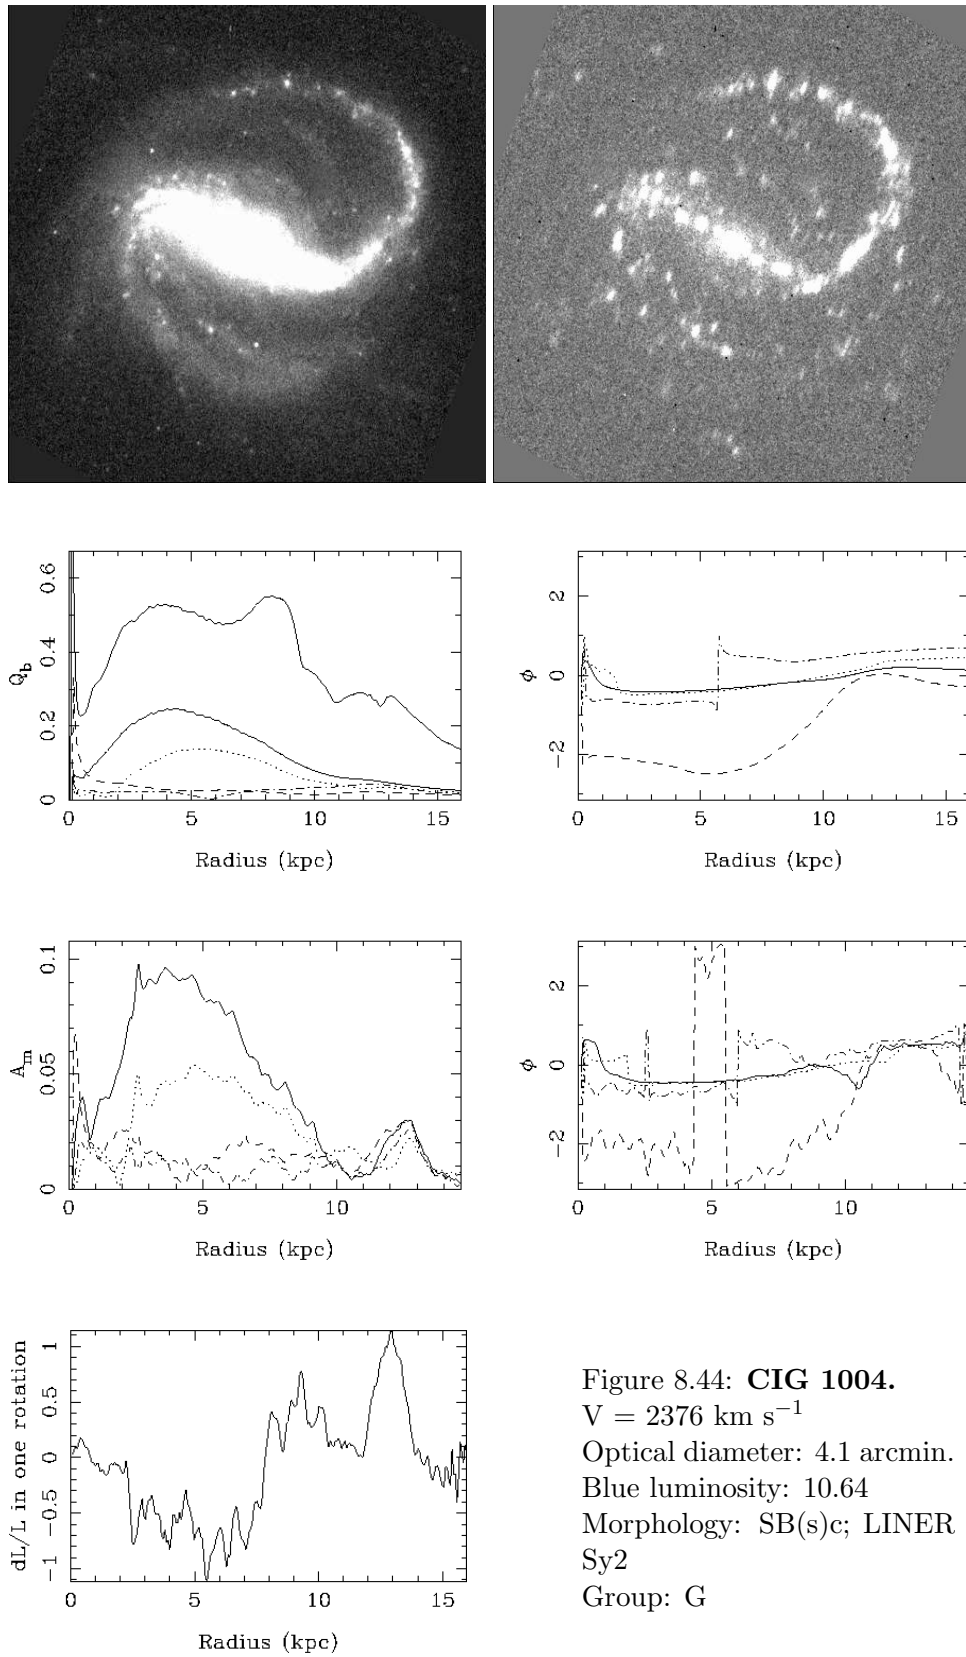 0.6
0.4
0.2
0
Q_b
0 5 10 15
Radius (kpc)
2
0
−2
ϕ
0 5 10 15
Radius (kpc)
0.1
0.05
0
A_m
0 5 10
Radius (kpc)
2
0
−2
ϕ
0 5 10
Radius (kpc)
1
0.5
0
−0.5
−1
dL/L in one rotation
0 5 10 15
Radius (kpc)
Figure 8.44: CIG 1004.
V = 2376 km s⁻¹
Optical diameter: 4.1 arcmin.
Blue luminosity: 10.64
Morphology: SB(s)c; LINER
Sy2
Group: G